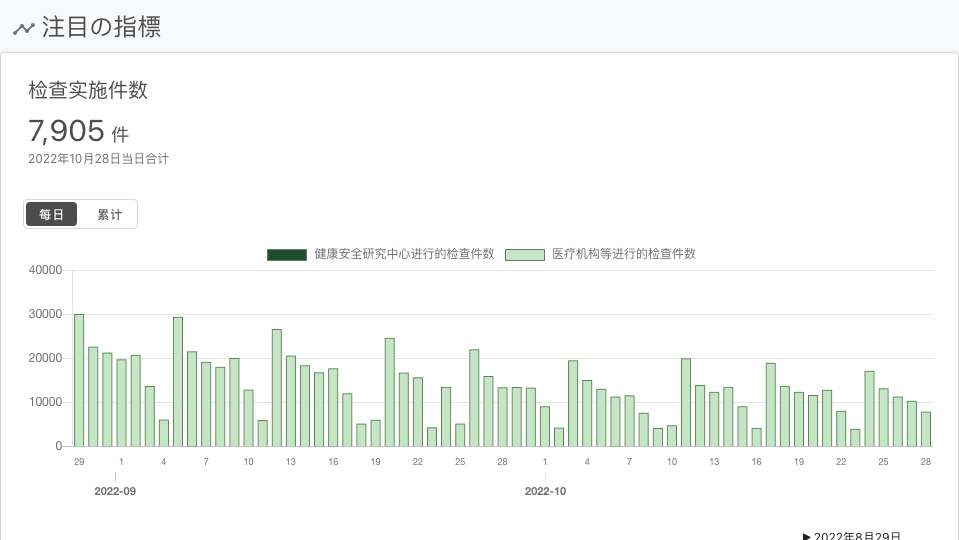 注目の指標
检查实施件数
7,905 件
2022年10月28日当日合计
每日 累计
健康安全研究中心进行的检查件数 医疗机构等进行的检查件数
40000
30000
20000
10000
0
29 1 4 7 10 13 16 19 22 25 28 1 4 7 10 13 16 19 22 25 28
2022-09 2022-10
▶ 2022年8月29日